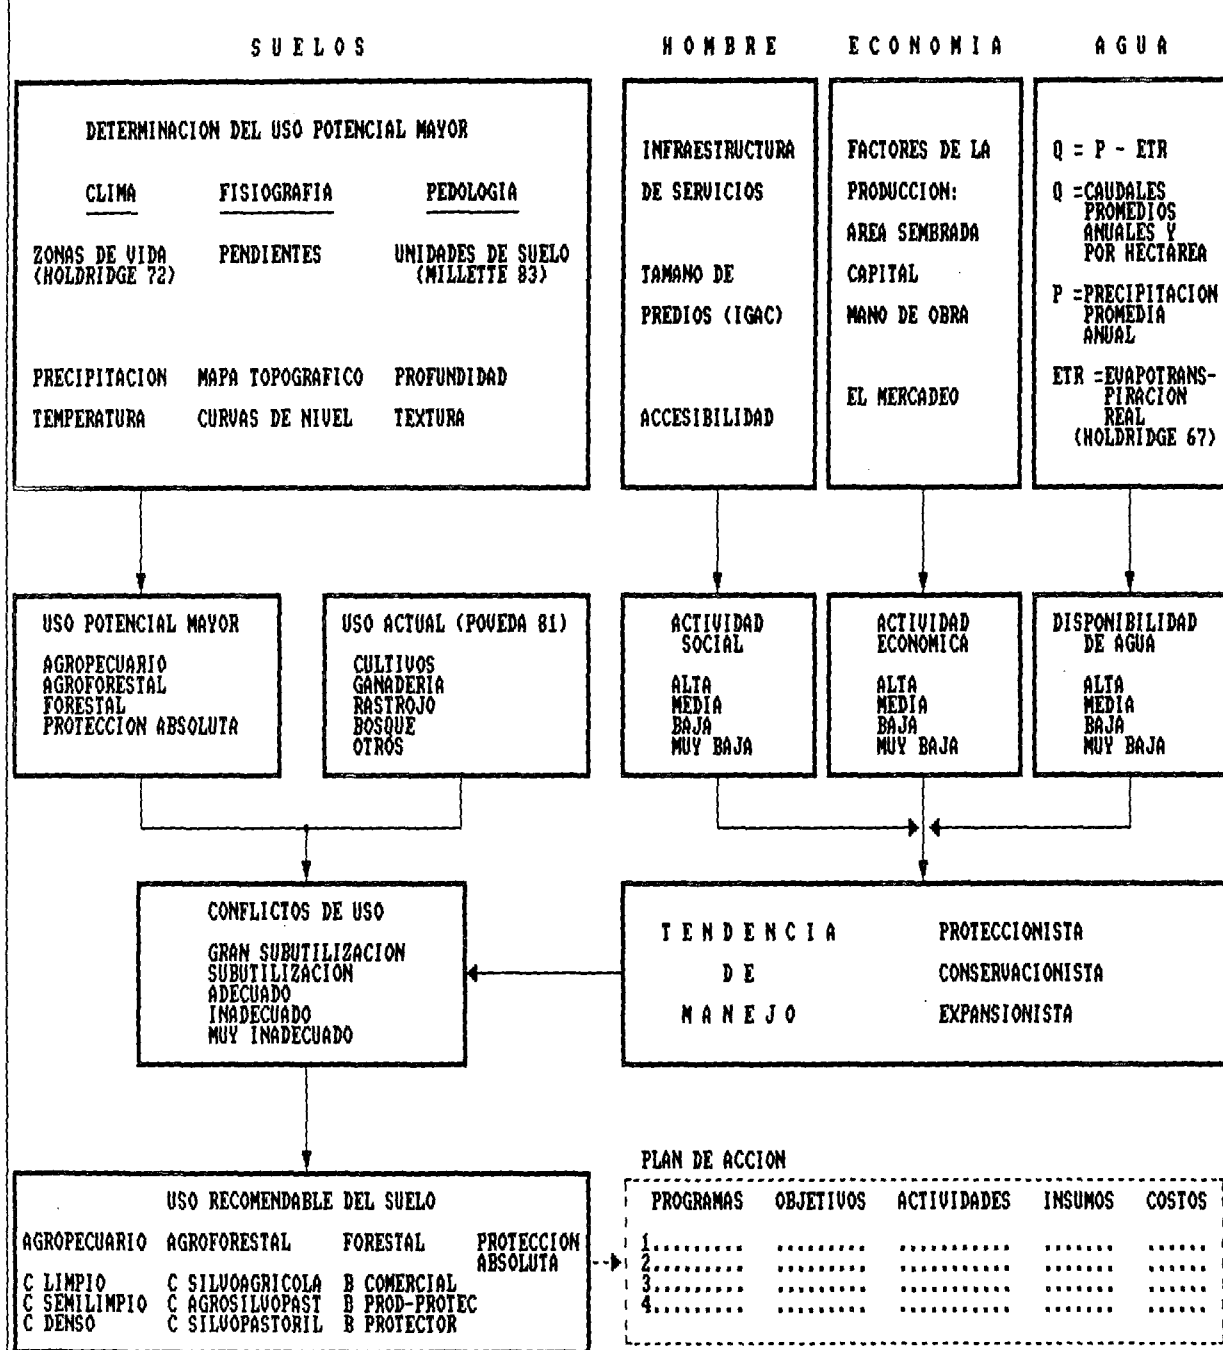 S U E L O S
H O M B R E
E C O N O M I A
A G U A
DETERMINACION DEL USO POTENCIAL MAYOR
CLIMA FISIOGRAFIA PEDOLOGIA
ZONAS DE VIDA PENDIENTES UNIDADES DE SUELO
(HOLDRIDGE 72) (MILLETTE 83)
PRECIPITACION MAPA TOPOGRAFICO PROFUNDIDAD
TEMPERATURA CURVAS DE NIVEL TEXTURA
INFRAESTRUCTURA
DE SERVICIOS
TAMANO DE
PREDIOS (IGAC)
ACCESIBILIDAD
FACTORES DE LA
PRODUCCION:
AREA SEMBRADA
CAPITAL
MANO DE OBRA
EL MERCADEO
Q = P - ETR
Q =CAUDALES
PROMEDIOS
ANUALES Y
POR HECTAREA
P =PRECIPITACION
PROMEDIA
ANUAL
ETR =EVAPOTRANS-
PIRACION
REAL
(HOLDRIDGE 67)
USO POTENCIAL MAYOR
AGROPECUARIO
AGROFORESTAL
FORESTAL
PROTECCION ABSOLUTA
USO ACTUAL (POVEDA 81)
CULTIVOS
GANADERIA
RASTROJO
BOSQUE
OTROS
ACTIVIDAD
SOCIAL
ALTA
MEDIA
BAJA
MUY BAJA
ACTIVIDAD
ECONOMICA
ALTA
MEDIA
BAJA
MUY BAJA
DISPONIBILIDAD
DE AGUA
ALTA
MEDIA
BAJA
MUY BAJA
CONFLICTOS DE USO
GRAN SUBUTILIZACION
SUBUTILIZACION
ADECUADO
INADECUADO
MUY INADECUADO
T E N D E N C I A PROTECCIONISTA
D E CONSERVACIONISTA
M A N E J O EXPANSIONISTA
USO RECOMENDABLE DEL SUELO
AGROPECUARIO AGROFORESTAL FORESTAL PROTECCION
ABSOLUTA
C LIMPIO C SILVOAGRICOLA B COMERCIAL
C SEMILIMPIO C AGROSILVOPAST B PROD-PROTEC
C DENSO C SILVOPASTORIL B PROTECTOR
PLAN DE ACCION
PROGRAMAS OBJETIVOS ACTIVIDADES INSUMOS COSTOS
1......... ......... ........... ....... ......
2......... ......... ........... ....... ......
3......... ......... ........... ....... ......
4......... ......... ........... ....... ......